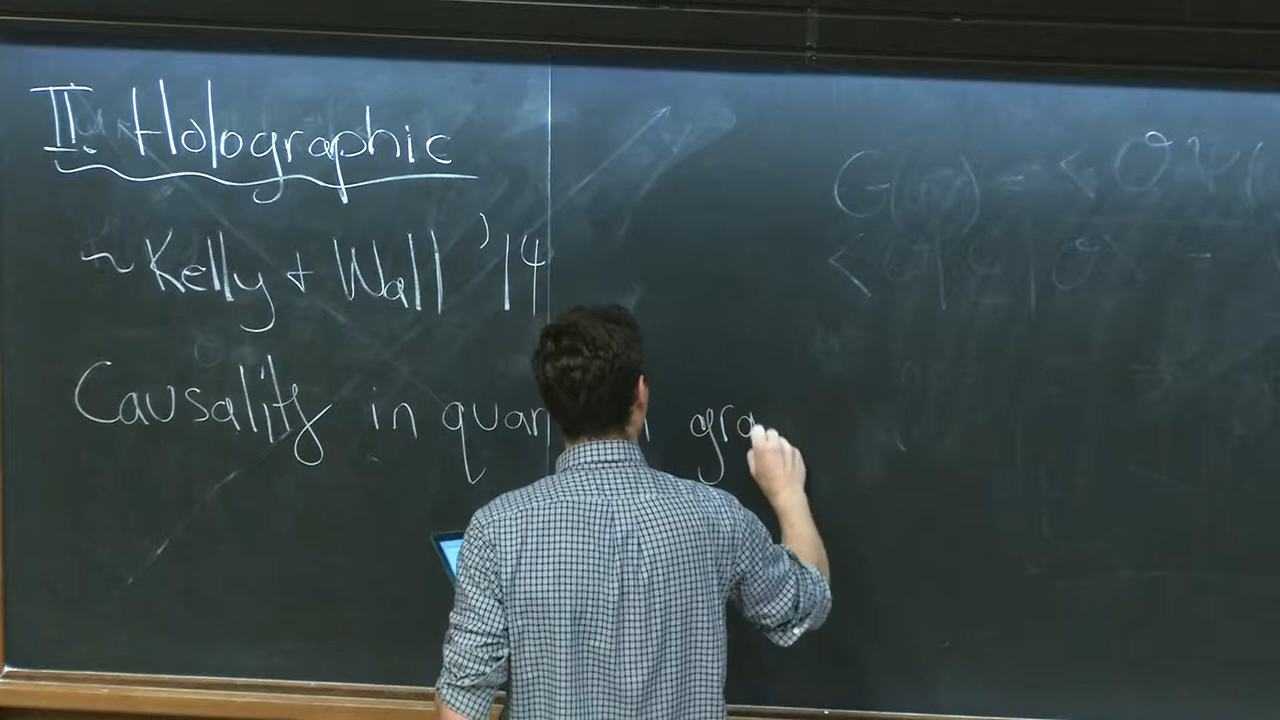 II. Holographic
~ Kelly + Wall '14
Causality in quan gra
G( ) = < O Ψ (